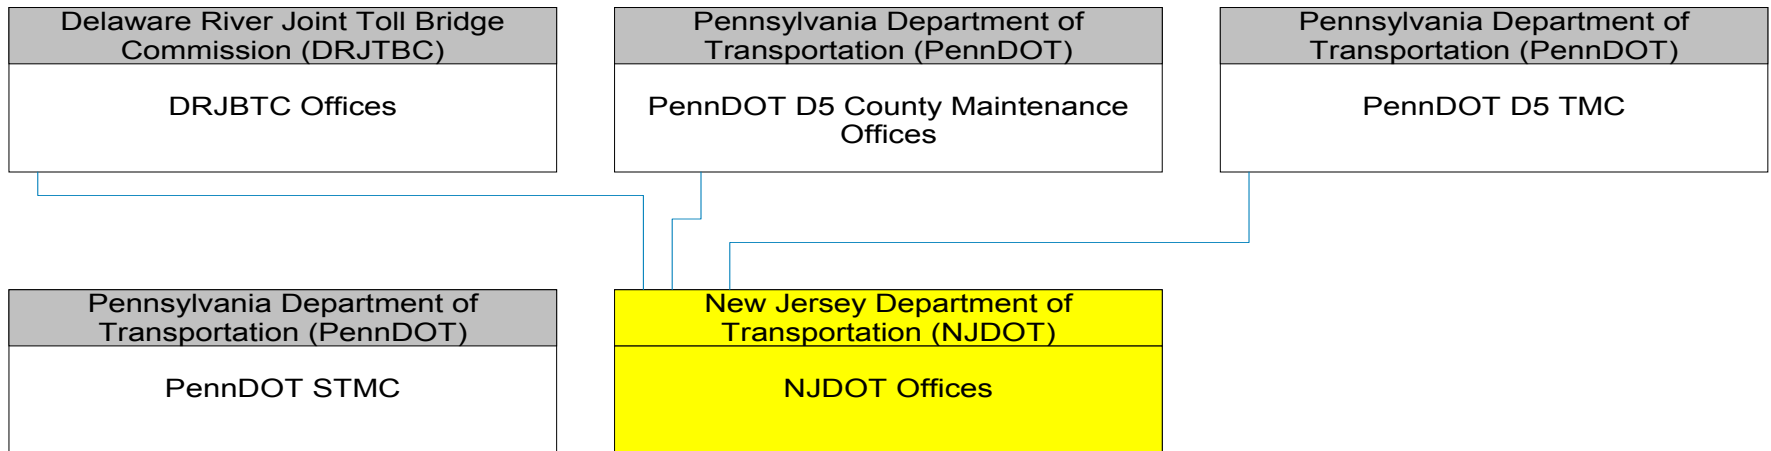 Delaware River Joint Toll Bridge
Commission (DRJTBC)
DRJBTC Offices
Pennsylvania Department of
Transportation (PennDOT)
PennDOT D5 County Maintenance
Offices
Pennsylvania Department of
Transportation (PennDOT)
PennDOT D5 TMC
Pennsylvania Department of
Transportation (PennDOT)
PennDOT STMC
New Jersey Department of
Transportation (NJDOT)
NJDOT Offices